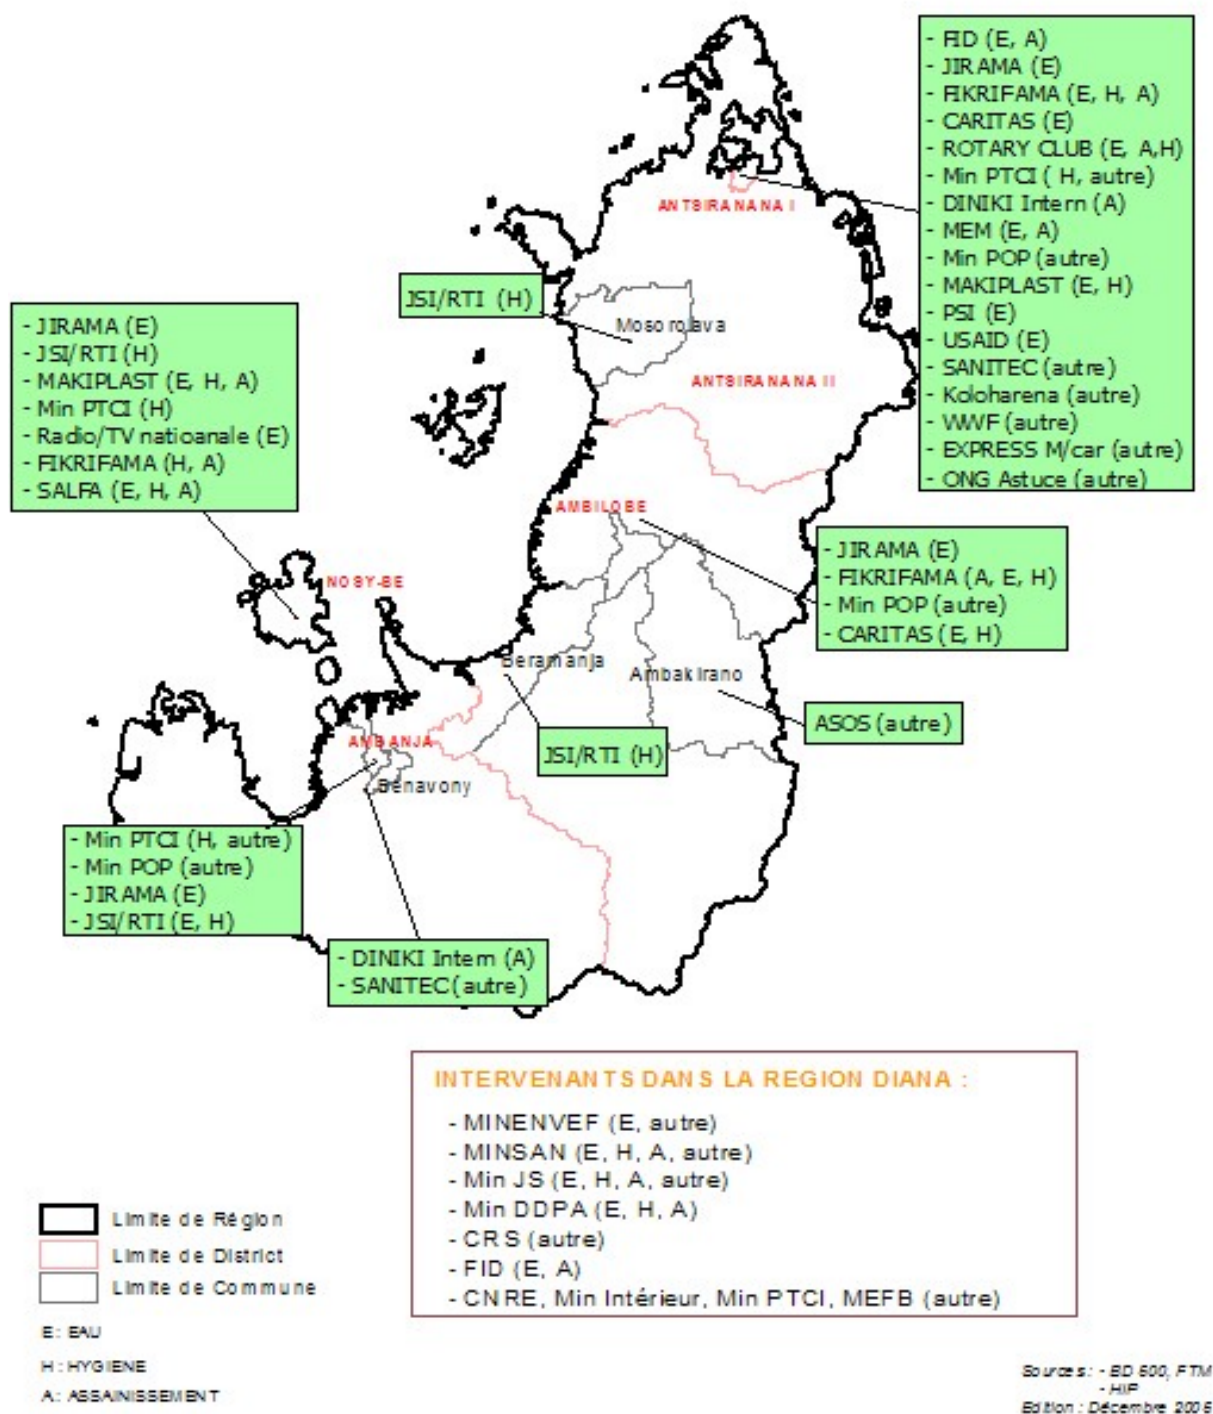 - FID (E, A)
- JIRAMA (E)
- FIKRIFAMA (E, H, A)
- CARITAS (E)
- ROTARY CLUB (E, A,H)
- Min PTCI ( H, autre)
- DINIKI Intern (A)
- MEM (E, A)
- Min POP (autre)
- MAKIPLAST (E, H)
- PSI (E)
- USAID (E)
- SANITEC (autre)
- Koloharena (autre)
- WWF (autre)
- EXPRESS M/car (autre)
- ONG Astuce (autre)
ANTSIRANANA I
JSI/RTI (H)
Mosorolava
ANTSIRANANA II
- JIRAMA (E)
- JSI/RTI (H)
- MAKIPLAST (E, H, A)
- Min PTCI (H)
- Radio/TV natioanale (E)
- FIKRIFAMA (H, A)
- SALFA (E, H, A)
AMBILOBE
- JIRAMA (E)
- FIKRIFAMA (A, E, H)
- Min POP (autre)
- CARITAS (E, H)
NOSY-BE
Beramanja
Ambakirano
ASOS (autre)
JSI/RTI (H)
AMBANJA
Benavony
- Min PTCI (H, autre)
- Min POP (autre)
- JIRAMA (E)
- JSI/RTI (E, H)
- DINIKI Intern (A)
- SANITEC(autre)
INTERVENANTS DANS LA REGION DIANA :
- MINENVEF (E, autre)
- MINSAN (E, H, A, autre)
- Min JS (E, H, A, autre)
- Min DDPA (E, H, A)
- CRS (autre)
- FID (E, A)
- CNRE, Min Intérieur, Min PTCI, MEFB (autre)
Limite de Région
Limite de District
Limite de Commune
E : EAU
H : HYGIENE
A : ASSAINISSEMENT
Sources : - BD 500, FTM
- HIP
Edition : Décembre 2006